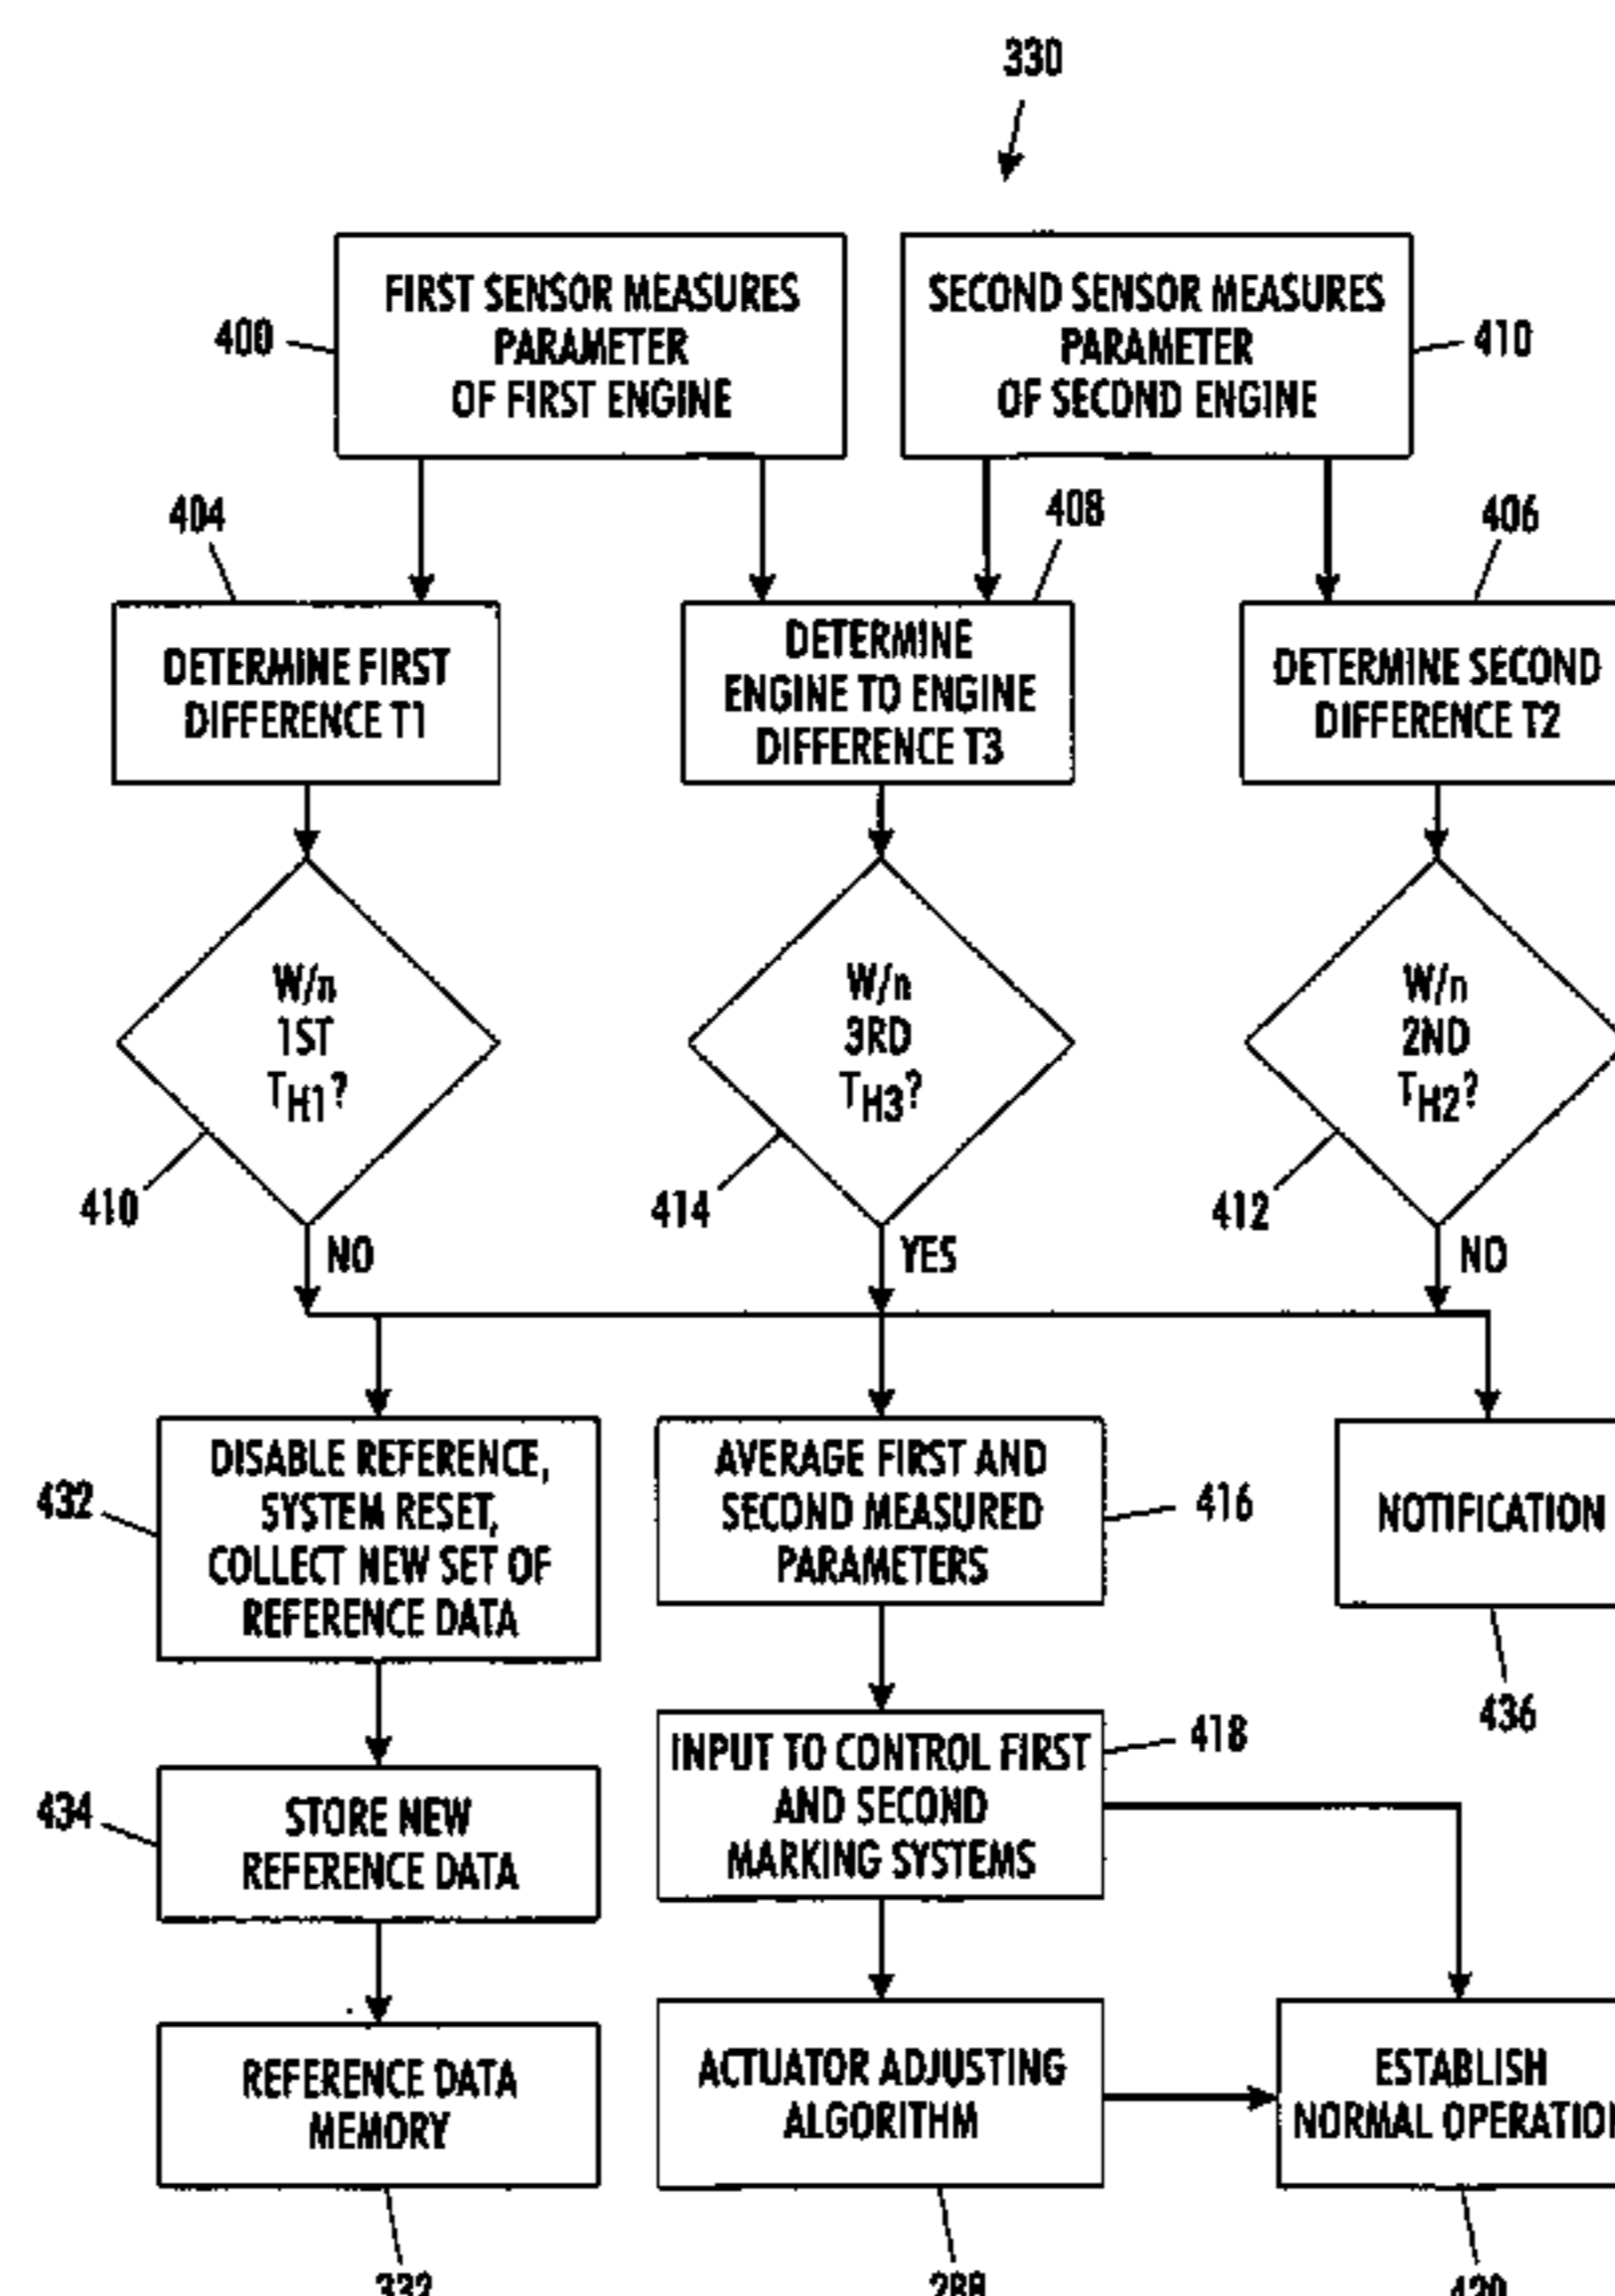 330
FIRST SENSOR MEASURES
PARAMETER
OF FIRST ENGINE
400
SECOND SENSOR MEASURES
PARAMETER
OF SECOND ENGINE
410
404
408
406
DETERMINE FIRST
DIFFERENCE T1
DETERMINE
ENGINE TO ENGINE
DIFFERENCE T3
DETERMINE SECOND
DIFFERENCE T2
W/n
1ST
TH1?
W/n
3RD
TH3?
W/n
2ND
TH2?
410
414
412
NO
YES
NO
432
DISABLE REFERENCE,
SYSTEM RESET,
COLLECT NEW SET OF
REFERENCE DATA
AVERAGE FIRST AND
SECOND MEASURED
PARAMETERS
416
NOTIFICATION
436
434
STORE NEW
REFERENCE DATA
INPUT TO CONTROL FIRST
AND SECOND
MARKING SYSTEMS
418
REFERENCE DATA
MEMORY
ACTUATOR ADJUSTING
ALGORITHM
ESTABLISH
NORMAL OPERATION
332